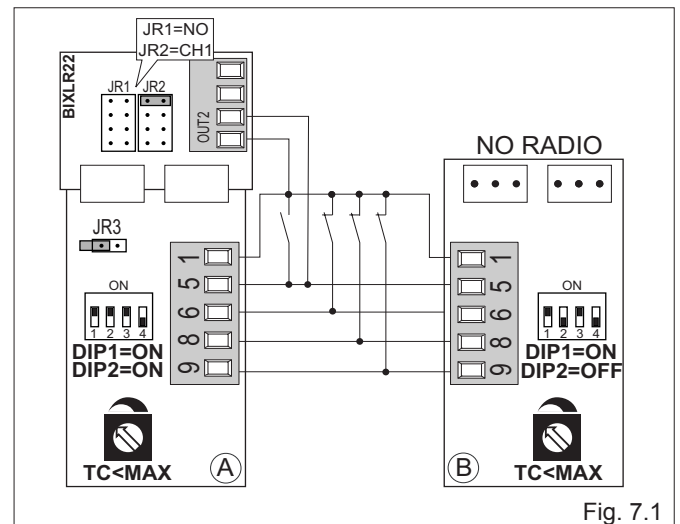 JR1=NO
JR2=CH1
BIXLR22
JR1 JR2
OUT2
JR3
ON
1 2 3 4
DIP1=ON
DIP2=ON
TC<MAX
A
1
5
6
8
9
NO RADIO
1
5
6
8
9
ON
1 2 3 4
DIP1=ON
DIP2=OFF
B
TC<MAX
Fig. 7.1